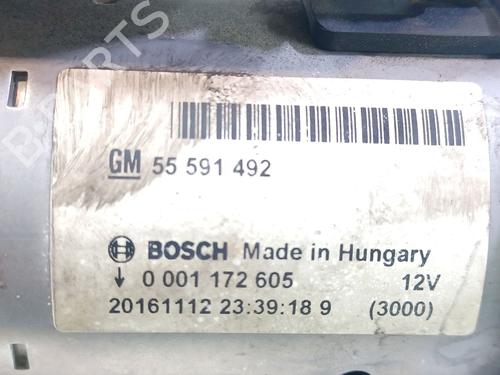 GM 55 591 492
BOSCH Made in Hungary
0 001 172 605 12V
20161112 23:39:18 9 (3000)